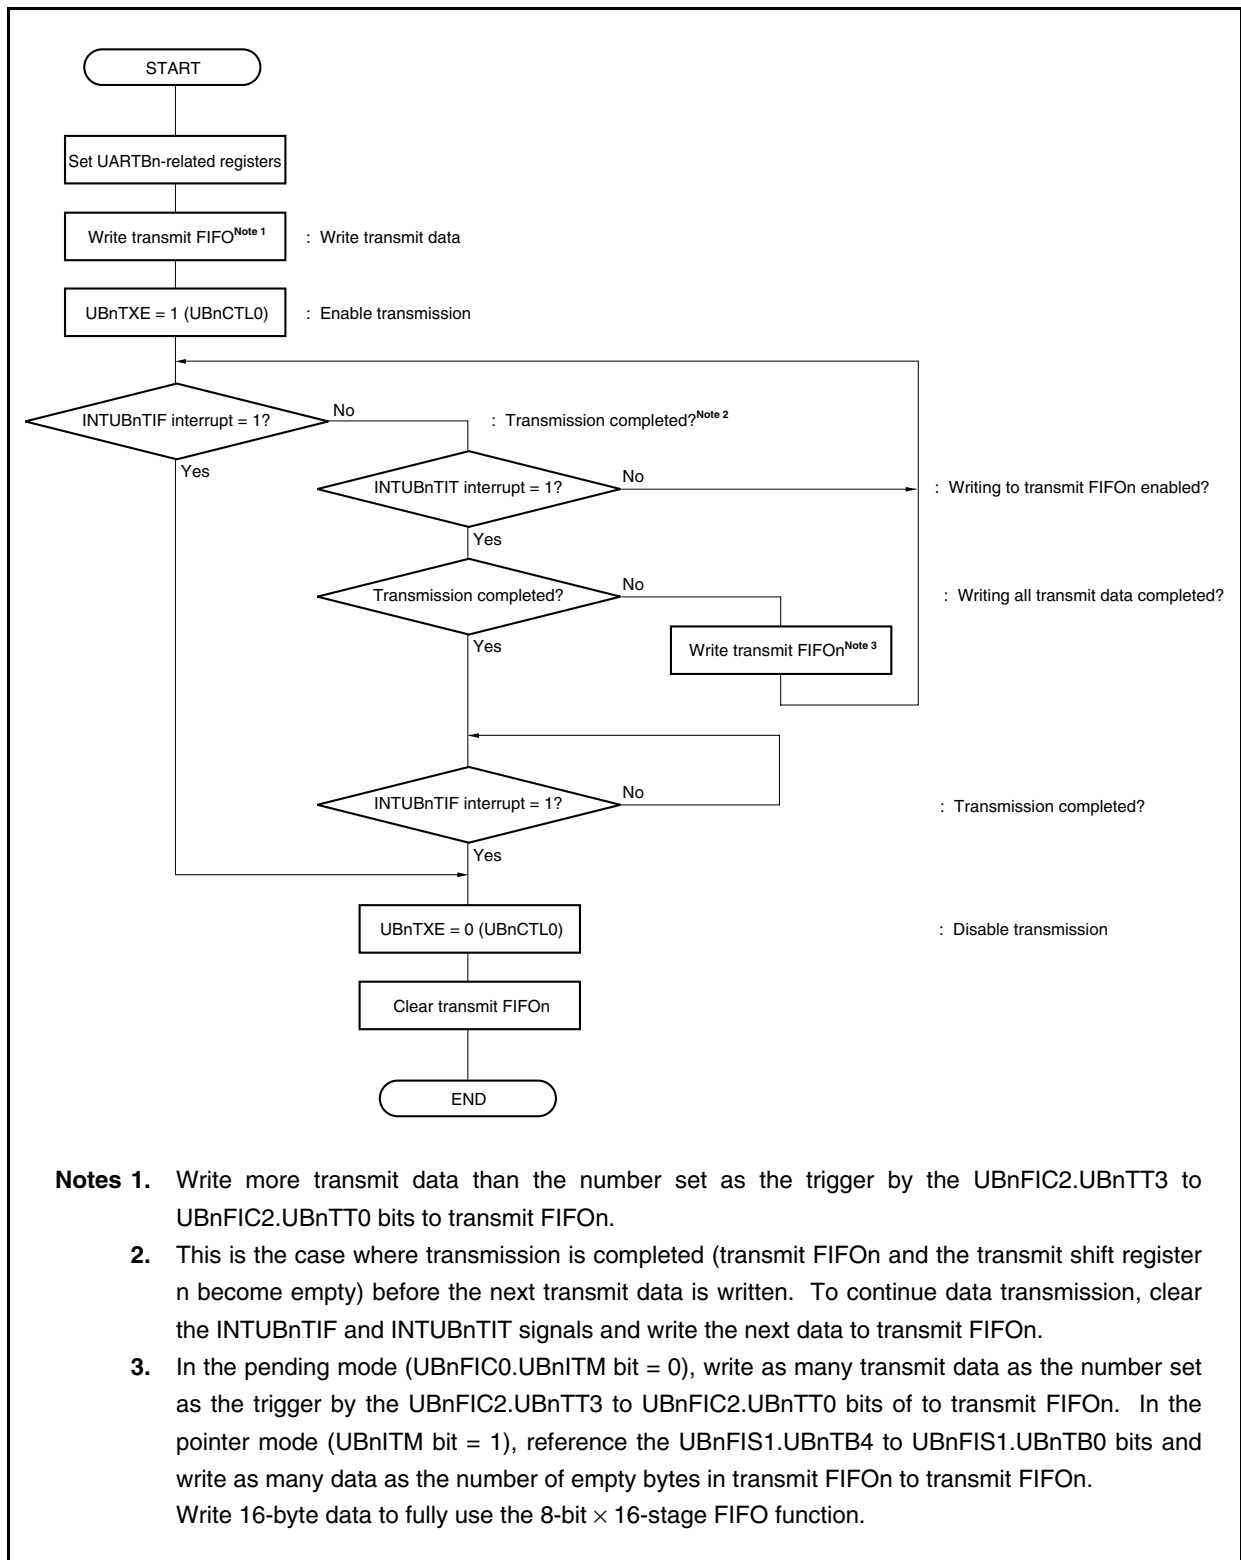 START
Set UARTBn-related registers
Write transmit FIFONote 1 : Write transmit data
UBnTXE = 1 (UBnCTL0) : Enable transmission
INTUBnTIF interrupt = 1? No : Transmission completed?Note 2
Yes
INTUBnTIT interrupt = 1? No : Writing to transmit FIFOn enabled?
Yes
Transmission completed? No : Writing all transmit data completed?
Yes
Write transmit FIFOnNote 3
INTUBnTIF interrupt = 1? No : Transmission completed?
Yes
UBnTXE = 0 (UBnCTL0) : Disable transmission
Clear transmit FIFOn
END
Notes 1. Write more transmit data than the number set as the trigger by the UBnFIC2.UBnTT3 to
UBnFIC2.UBnTT0 bits to transmit FIFOn.
2. This is the case where transmission is completed (transmit FIFOn and the transmit shift register
n become empty) before the next transmit data is written. To continue data transmission, clear
the INTUBnTIF and INTUBnTIT signals and write the next data to transmit FIFOn.
3. In the pending mode (UBnFIC0.UBnITM bit = 0), write as many transmit data as the number set
as the trigger by the UBnFIC2.UBnTT3 to UBnFIC2.UBnTT0 bits of to transmit FIFOn. In the
pointer mode (UBnITM bit = 1), reference the UBnFIS1.UBnTB4 to UBnFIS1.UBnTB0 bits and
write as many data as the number of empty bytes in transmit FIFOn to transmit FIFOn.
Write 16-byte data to fully use the 8-bit × 16-stage FIFO function.